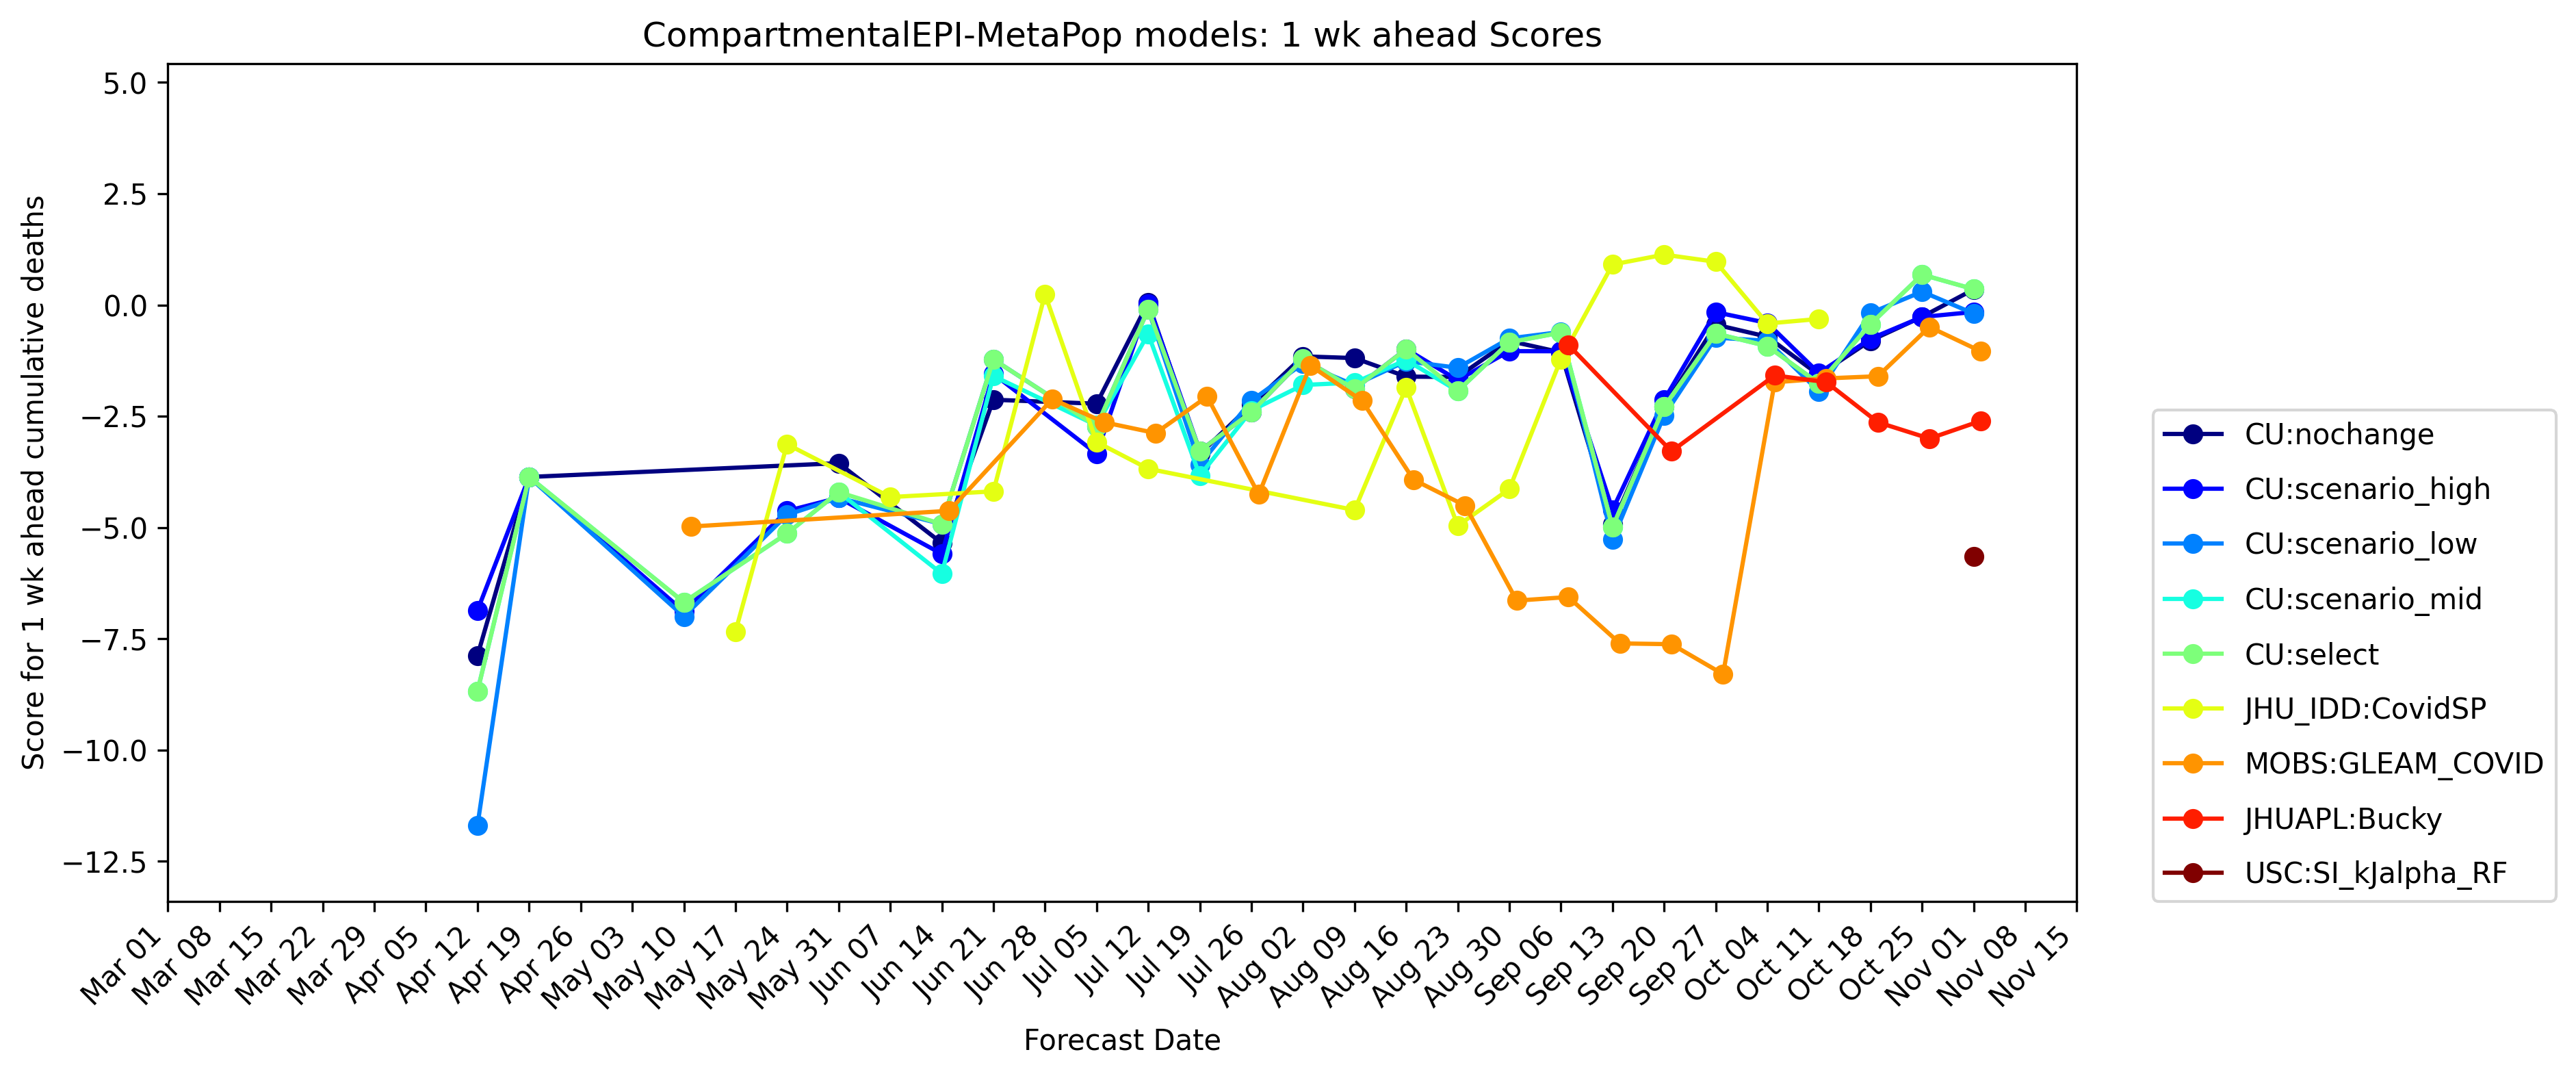 CompartmentalEPI-MetaPop models: 1 wk ahead Scores
Score for 1 wk ahead cumulative deaths
5.0
2.5
0.0
−2.5
−5.0
−7.5
−10.0
−12.5
Mar 01
Mar 08
Mar 15
Mar 22
Mar 29
Apr 05
Apr 12
Apr 19
Apr 26
May 03
May 10
May 17
May 24
May 31
Jun 07
Jun 14
Jun 21
Jun 28
Jul 05
Jul 12
Jul 19
Jul 26
Aug 02
Aug 09
Aug 16
Aug 23
Aug 30
Sep 06
Sep 13
Sep 20
Sep 27
Oct 04
Oct 11
Oct 18
Oct 25
Nov 01
Nov 08
Nov 15
Forecast Date
CU:nochange
CU:scenario_high
CU:scenario_low
CU:scenario_mid
CU:select
JHU_IDD:CovidSP
MOBS:GLEAM_COVID
JHUAPL:Bucky
USC:SI_kJalpha_RF